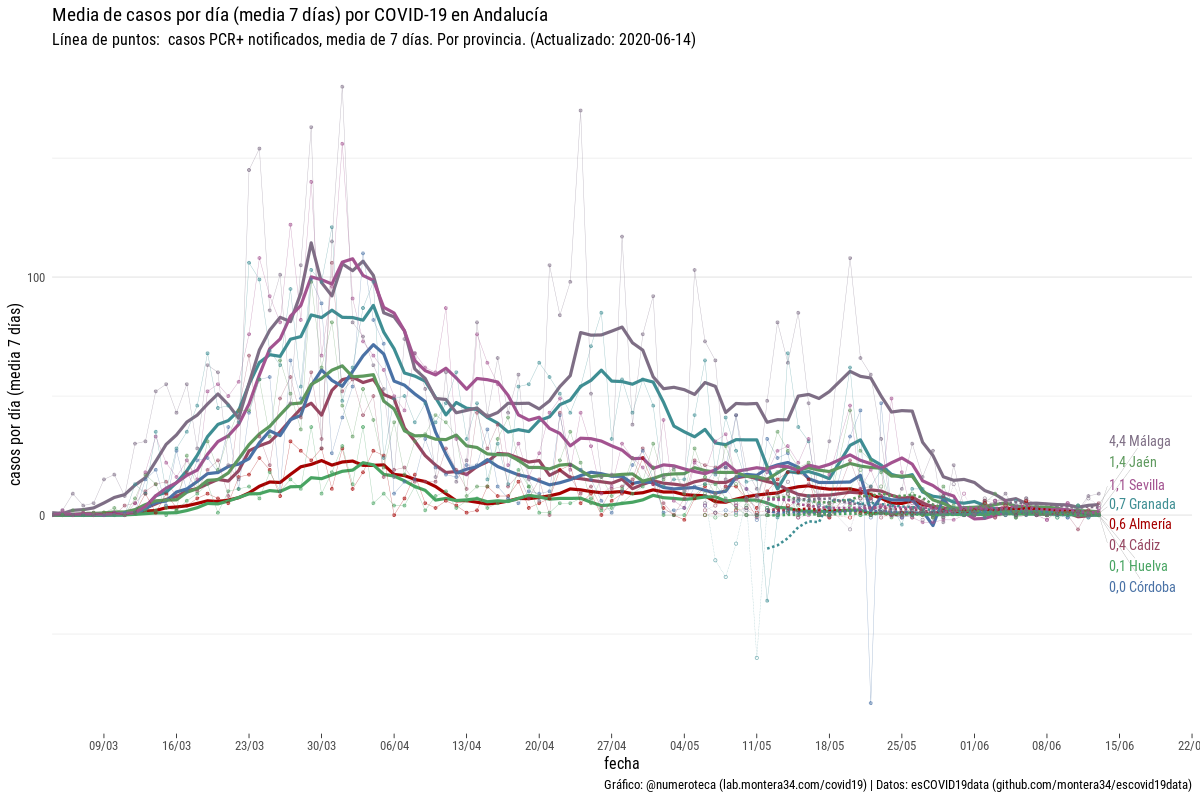 Media de casos por día (media 7 días) por COVID-19 en Andalucía
Línea de puntos:  casos PCR+ notificados, media de 7 días. Por provincia. (Actualizado: 2020-06-14)
casos por día (media 7 días)
100
0
4,4 Málaga
1,4 Jaén
1,1 Sevilla
0,7 Granada
0,6 Almería
0,4 Cádiz
0,1 Huelva
0,0 Córdoba
09/03 16/03 23/03 30/03 06/04 13/04 20/04 27/04 04/05 11/05 18/05 25/05 01/06 08/06 15/06 22/0
fecha
Gráfico: @numeroteca (lab.montera34.com/covid19) | Datos: esCOVID19data (github.com/montera34/escovid19data)